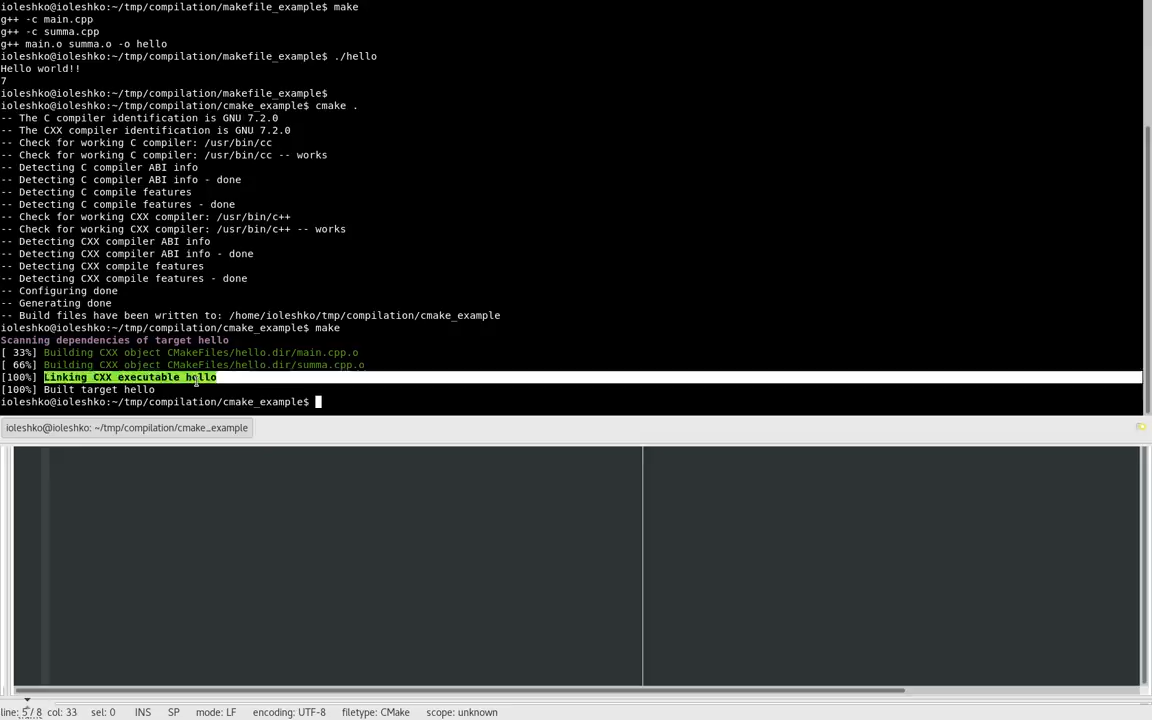 ioleshko@ioleshko:~/tmp/compilation/makefile_example$ make
g++ -c main.cpp
g++ -c summa.cpp
g++ main.o summa.o -o hello
ioleshko@ioleshko:~/tmp/compilation/makefile_example$ ./hello
Hello world!!
7
ioleshko@ioleshko:~/tmp/compilation/makefile_example$
ioleshko@ioleshko:~/tmp/compilation/cmake_example$ cmake .
-- The C compiler identification is GNU 7.2.0
-- The CXX compiler identification is GNU 7.2.0
-- Check for working C compiler: /usr/bin/cc
-- Check for working C compiler: /usr/bin/cc -- works
-- Detecting C compiler ABI info
-- Detecting C compiler ABI info - done
-- Detecting C compile features
-- Detecting C compile features - done
-- Check for working CXX compiler: /usr/bin/c++
-- Check for working CXX compiler: /usr/bin/c++ -- works
-- Detecting CXX compiler ABI info
-- Detecting CXX compiler ABI info - done
-- Detecting CXX compile features
-- Detecting CXX compile features - done
-- Configuring done
-- Generating done
-- Build files have been written to: /home/ioleshko/tmp/compilation/cmake_example
ioleshko@ioleshko:~/tmp/compilation/cmake_example$ make
Scanning dependencies of target hello
[ 33%] Building CXX object CMakeFiles/hello.dir/main.cpp.o
[ 66%] Building CXX object CMakeFiles/hello.dir/summa.cpp.o
[100%] Linking CXX executable hello
[100%] Built target hello
ioleshko@ioleshko:~/tmp/compilation/cmake_example$
ioleshko@ioleshko: ~/tmp/compilation/cmake_example
line: 5 / 8 col: 33 sel: 0 INS SP mode: LF encoding: UTF-8 filetype: CMake scope: unknown